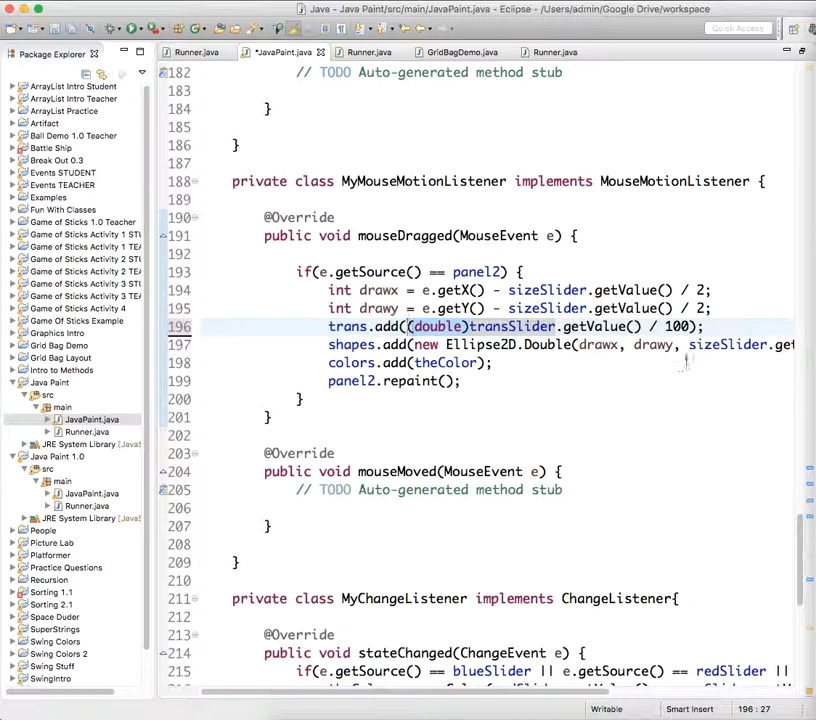 Java - Java Paint/src/main/JavaPaint.java - Eclipse - /Users/admin/Google Drive/workspace
Quick Access
Package Explorer
Runner.java
*JavaPaint.java
Runner.java
GridBagDemo.java
Runner.java
ArrayList Intro Student
ArrayList Intro Teacher
ArrayList Practice
Artifact
Ball Demo 1.0 Teacher
Battle Ship
Break Out 0.3
Events STUDENT
Events TEACHER
Examples
Fun With Classes
Game of Sticks 1.0 Teacher
Game of Sticks Activity 1 STU
Game of Sticks Activity 1 TEA
Game of Sticks Activity 2 STU
Game of Sticks Activity 2 TEA
Game of Sticks Activity 3 STU
Game of Sticks Activity 3 TEA
Game of Sticks Activity 4
Game Of Sticks Example
Graphics Intro
Grid Bag Demo
Grid Bag Layout
Intro to Methods
Java Paint
src
main
JavaPaint.java
Runner.java
JRE System Library [JavaS
Java Paint 1.0
src
main
JavaPaint.java
Runner.java
JRE System Library [JavaS
People
Picture Lab
Platformer
Practice Questions
Recursion
Sorting 1.1
Sorting 2.1
Space Duder
SuperStrings
Swing Colors
Swing Colors 2
Swing Stuff
SwingIntro
182 // TODO Auto-generated method stub
183
184 }
185
186 }
187
188 private class MyMouseMotionListener implements MouseMotionListener {
189
190 @Override
191 public void mouseDragged(MouseEvent e) {
192
193 if(e.getSource() == panel2) {
194 int drawx = e.getX() - sizeSlider.getValue() / 2;
195 int drawy = e.getY() - sizeSlider.getValue() / 2;
196 trans.add((double)transSlider.getValue() / 100);
197 shapes.add(new Ellipse2D.Double(drawx, drawy, sizeSlider.get
198 colors.add(theColor);
199 panel2.repaint();
200 }
201 }
202
203 @Override
204 public void mouseMoved(MouseEvent e) {
205 // TODO Auto-generated method stub
206
207 }
208
209 }
210
211 private class MyChangeListener implements ChangeListener{
212
213 @Override
214 public void stateChanged(ChangeEvent e) {
215 if(e.getSource() == blueSlider || e.getSource() == redSlider ||
Writable
Smart Insert
196 : 27